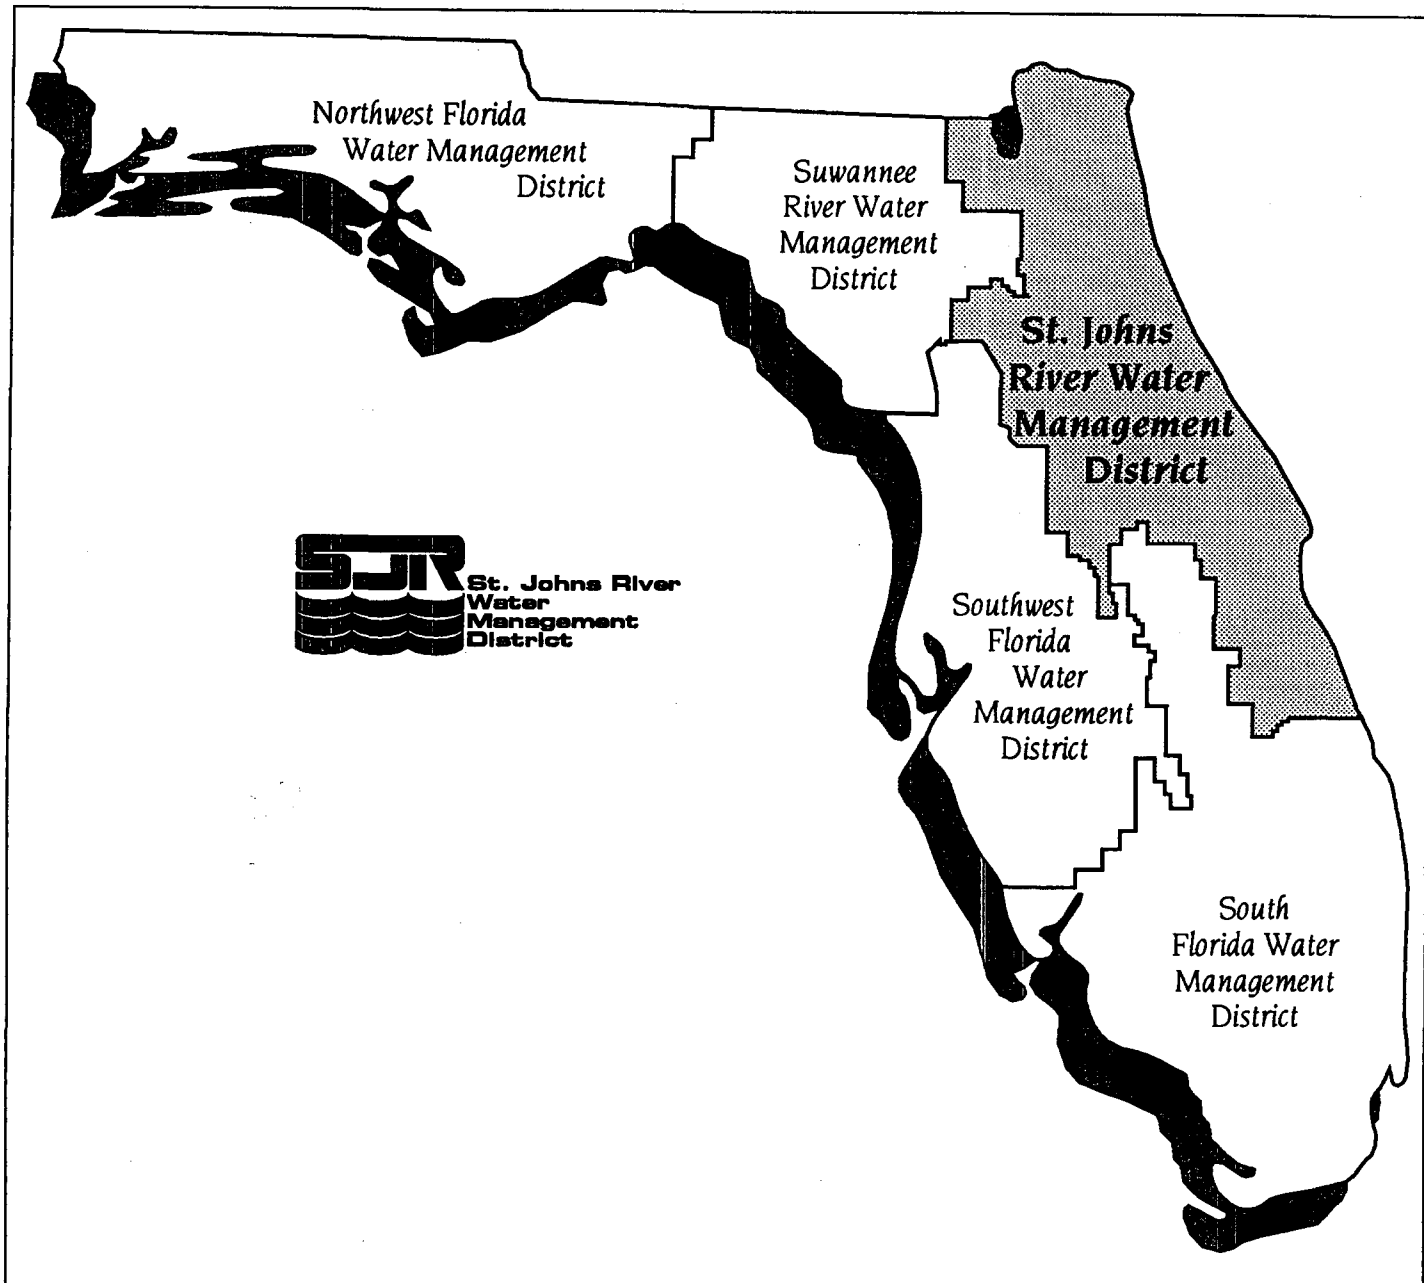 Northwest Florida
Water Management
District
Suwannee
River Water
Management
District
St. Johns
River Water
Management
District
SJR
St. Johns River
Water
Management
District
Southwest
Florida
Water
Management
District
South
Florida Water
Management
District